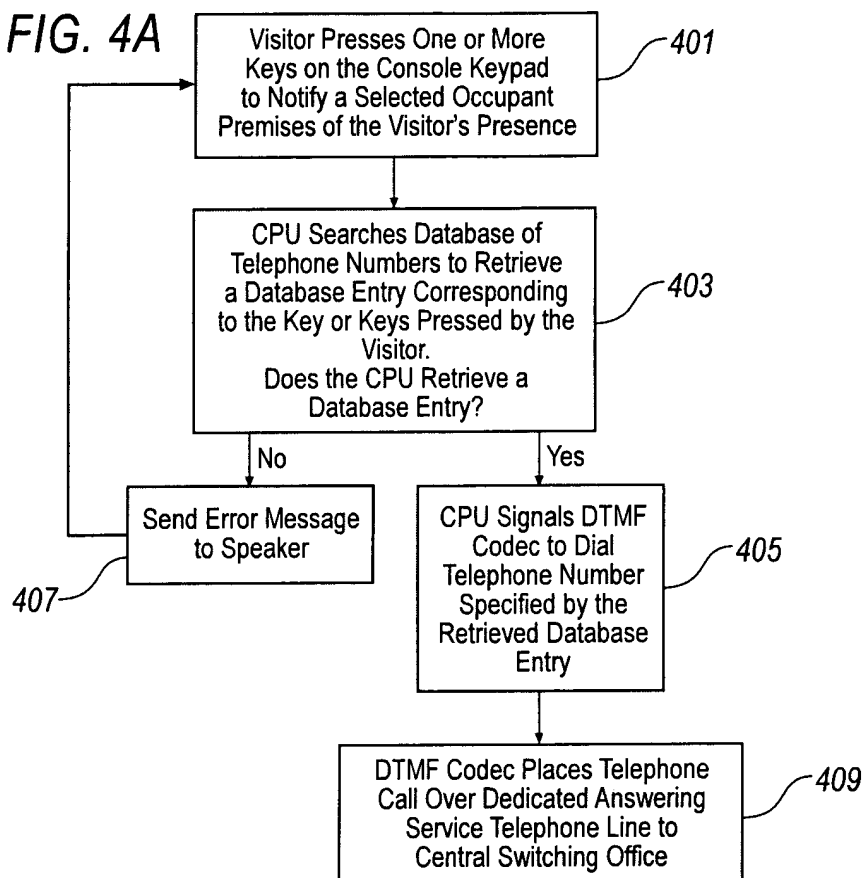 FIG. 4A
Visitor Presses One or More
Keys on the Console Keypad
to Notify a Selected Occupant
Premises of the Visitor's Presence
401
CPU Searches Database of
Telephone Numbers to Retrieve
a Database Entry Corresponding
to the Key or Keys Pressed by the
Visitor.
Does the CPU Retrieve a
Database Entry?
403
No
Yes
Send Error Message
to Speaker
407
CPU Signals DTMF
Codec to Dial
Telephone Number
Specified by the
Retrieved Database
Entry
405
DTMF Codec Places Telephone
Call Over Dedicated Answering
Service Telephone Line to
Central Switching Office
409